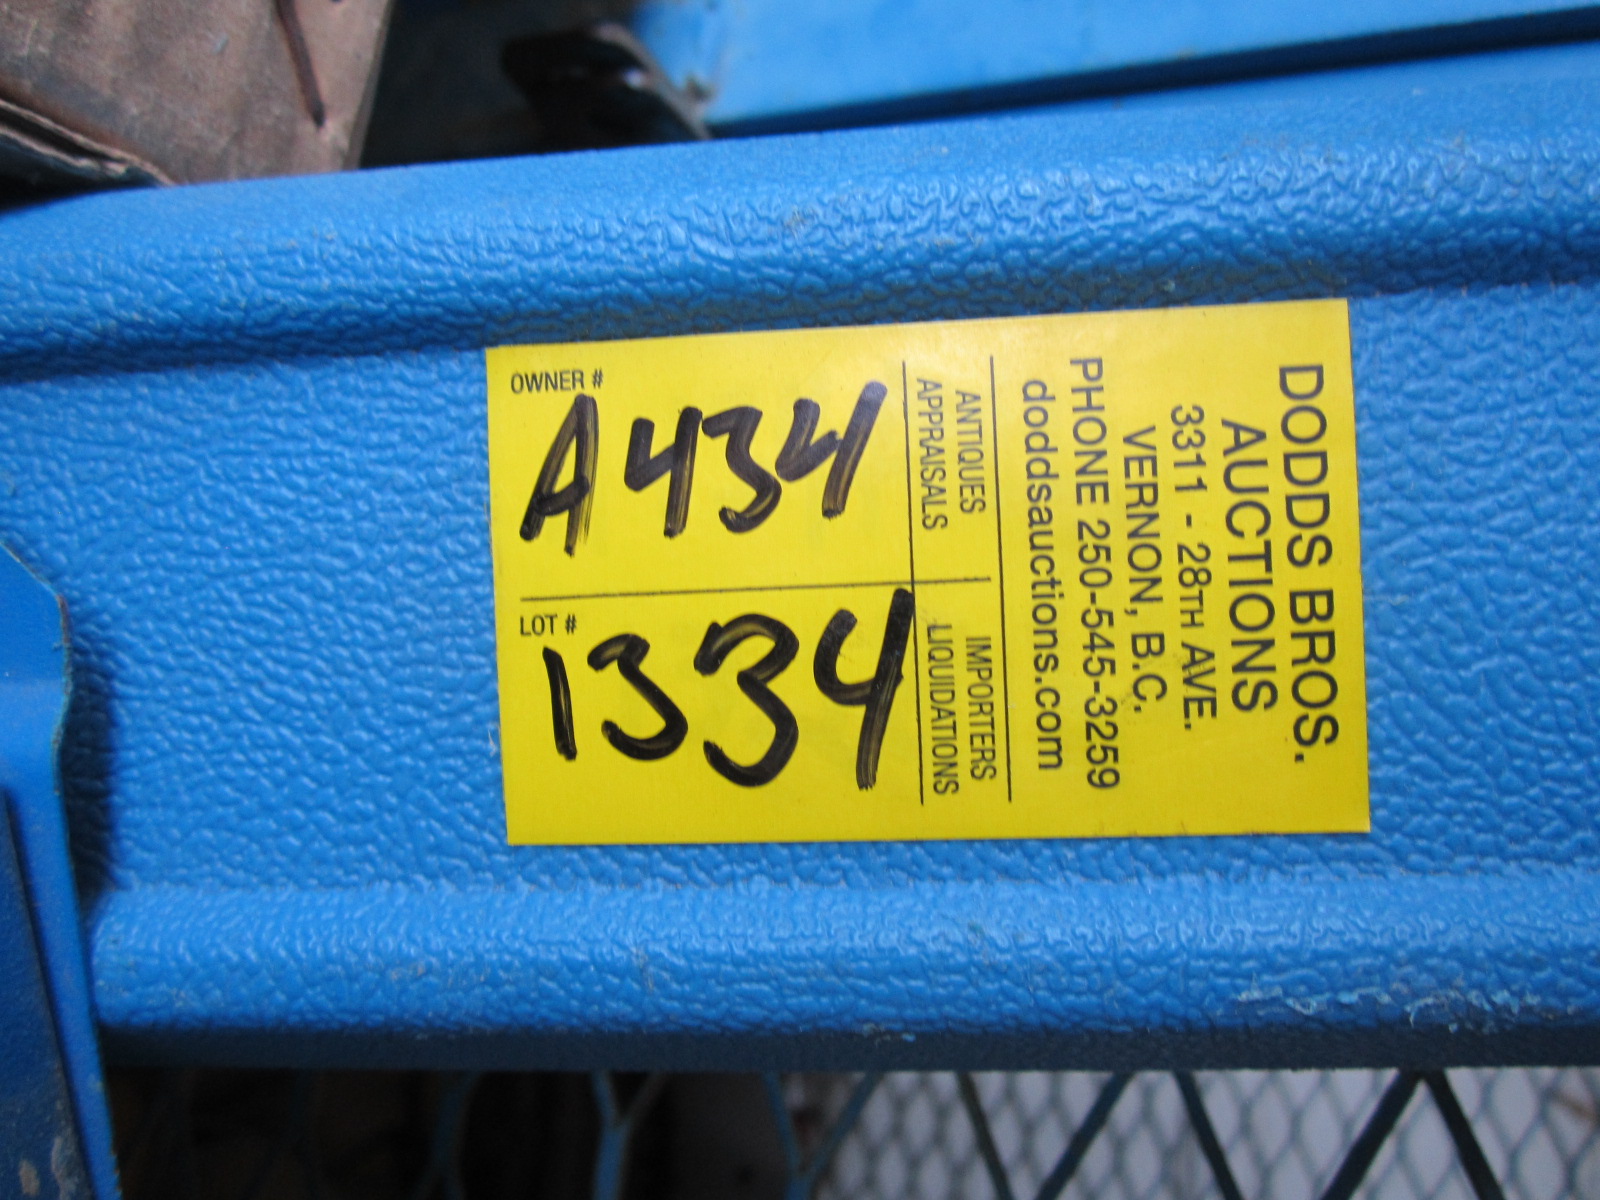 DODDS BROS.
AUCTIONS
3311 - 28TH AVE.
VERNON, B.C.
PHONE 250-545-3259
doddsauctions.com
ANTIQUES IMPORTERS
APPRAISALS LIQUIDATIONS
OWNER #
A434
LOT #
1334